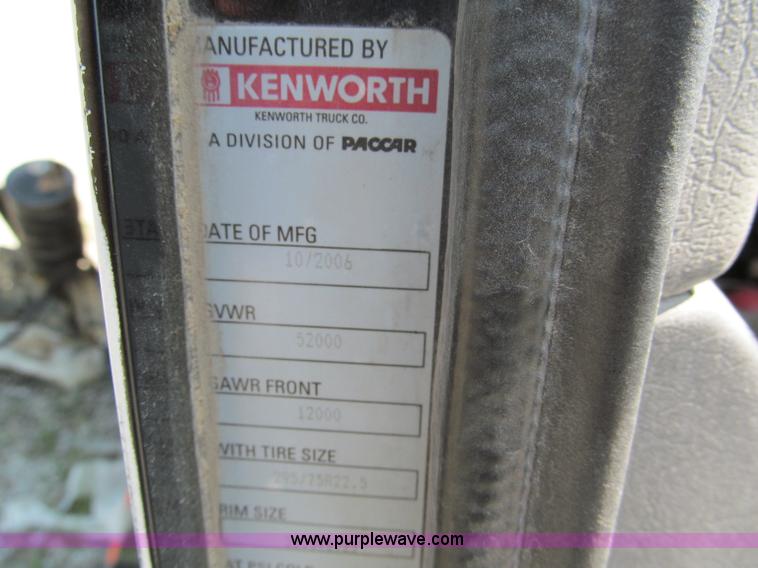 ANUFACTURED BY
KENWORTH
KENWORTH TRUCK CO.
A DIVISION OF PACCAR
DATE OF MFG
10/2006
GVWR
52000
GAWR FRONT
12000
WITH TIRE SIZE
295/75R22.5
RIM SIZE
www.purplewave.com